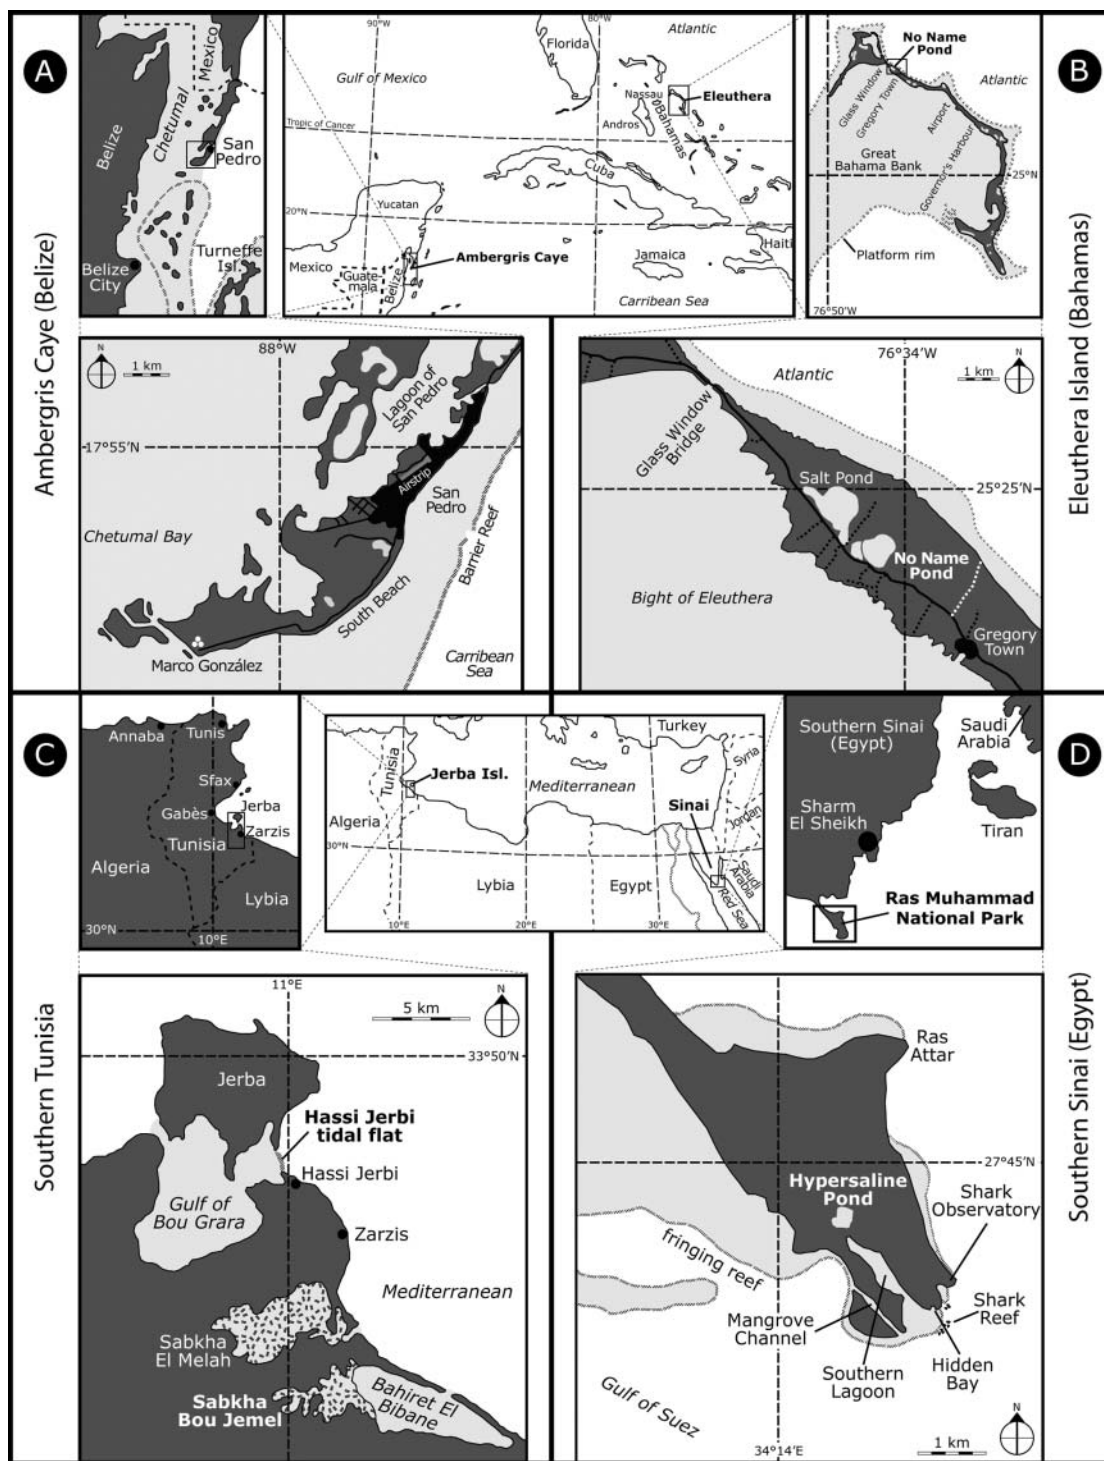 A
Ambergris Caye (Belize)
Mexico
Belize
Chetumal
San
Pedro
Turneffe
Isl.
Belize
City
90°W
80°W
Gulf of Mexico
Florida
Atlantic
Nassau
Eleuthera
Andros
Bahamas
Tropic of Cancer
Cuba
20°N
Yucatan
Mexico
Guate-
mala
Belize
Ambergris Caye
Jamaica
Haiti
Carribean Sea
B
Eleuthera Island (Bahamas)
No Name
Pond
Atlantic
Glass Window
Gregory Town
Airport
Governor's Harbour
Great
Bahama Bank
25°N
Platform rim
76°50'W
N
1 km
88°W
Lagoon of
San Pedro
17°55'N
Airstrip
San
Pedro
Chetumal Bay
Barrier Reef
South Beach
Marco González
Carribean
Sea
76°34'W
Atlantic
1 km
N
Glass Window
Bridge
Salt Pond
25°25'N
No Name
Pond
Bight of Eleuthera
Gregory
Town
C
Southern Tunisia
Annaba
Tunis
Sfax
Gabès
Jerba
Zarzis
Tunisia
Algeria
Lybia
30°N
10°E
Turkey
Tunisia
Jerba Isl.
Mediterranean
Syria
Sinai
Jordan
Algeria
30°N
Lybia
Egypt
Saudi
Arabia
Red Sea
10°E
20°E
30°E
D
Southern Sinai (Egypt)
Southern Sinai
(Egypt)
Saudi
Arabia
Sharm
El Sheikh
Tiran
Ras Muhammad
National Park
11°E
5 km
N
33°50'N
Jerba
Hassi Jerbi
tidal flat
Hassi Jerbi
Gulf of
Bou Grara
Zarzis
Mediterranean
Sabkha
El Melah
Sabkha
Bou Jemel
Bahiret El
Bibane
Ras
Attar
27°45'N
Hypersaline
Pond
Shark
Observatory
fringing reef
Mangrove
Channel
Shark
Reef
Southern
Lagoon
Hidden
Bay
Gulf of Suez
N
1 km
34°14'E